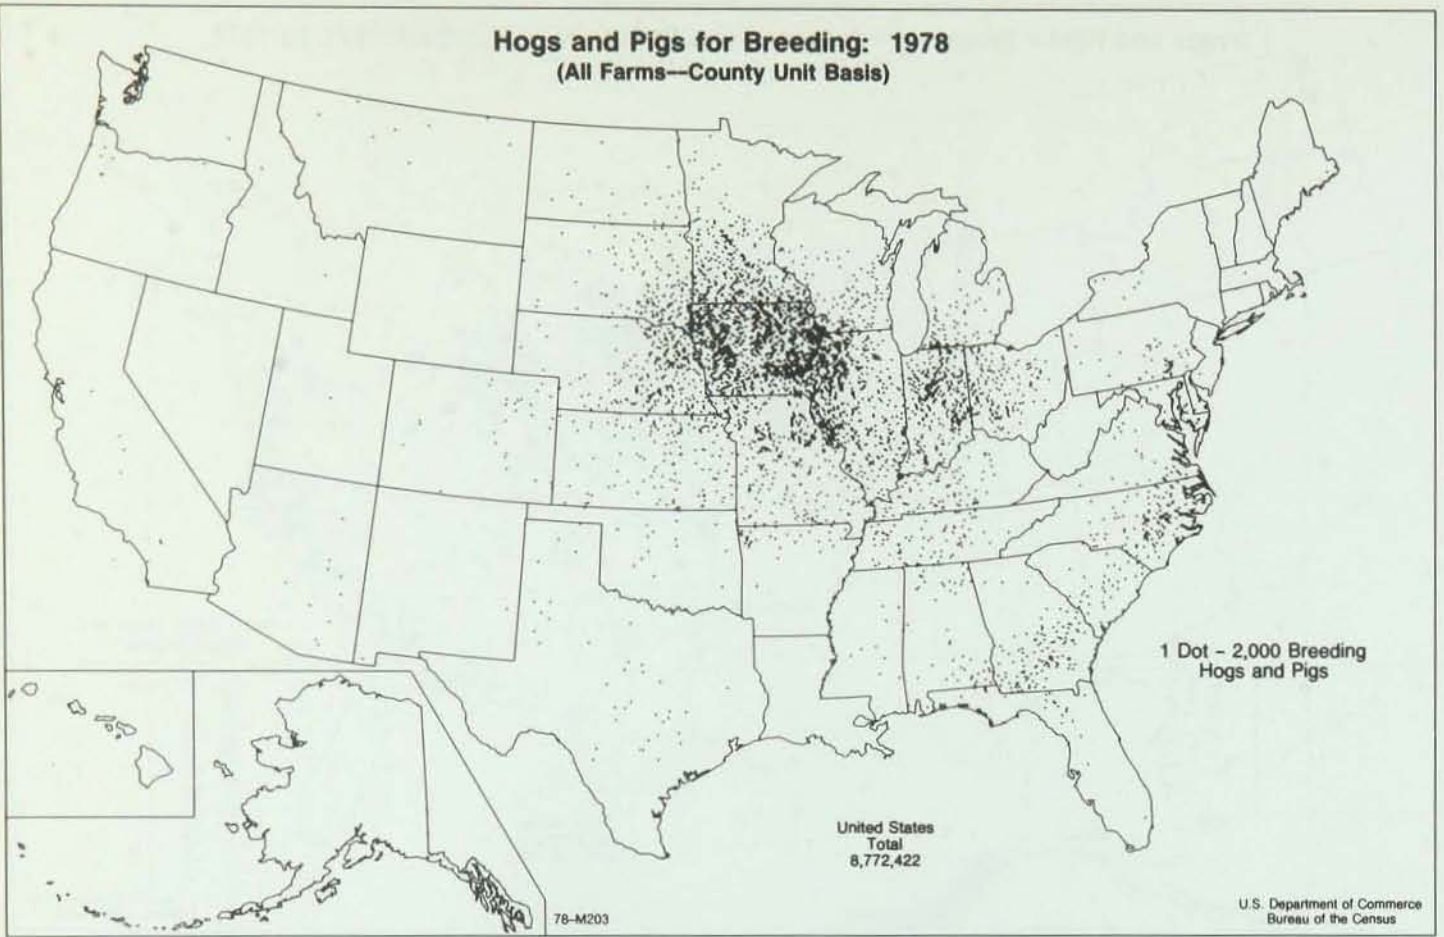 Hogs and Pigs for Breeding: 1978
(All Farms--County Unit Basis)
1 Dot - 2,000 Breeding
Hogs and Pigs
United States
Total
8,772,422
78-M203
U.S. Department of Commerce
Bureau of the Census